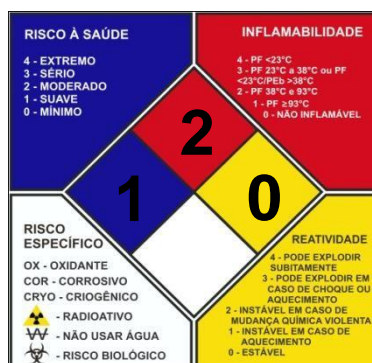 RISCO À SAÚDE
4 - EXTREMO
3 - SÉRIO
2 - MODERADO
1 - SUAVE
0 - MÍNIMO
INFLAMABILIDADE
4 - PF <23°C
3 - PF 23°C a 38°C ou PF
<23°C/PEb >38°C
2 - PF 38°C e 93°C
1 - PF ≥93°C
0 - NÃO INFLAMÁVEL
2
1
0
RISCO
ESPECÍFICO
OX - OXIDANTE
COR - CORROSIVO
CRYO - CRIOGÊNICO
- RADIOATIVO
W - NÃO USAR ÁGUA
- RISCO BIOLÓGICO
REATIVIDADE
4 - PODE EXPLODIR
SUBITAMENTE
3 - PODE EXPLODIR EM
CASO DE CHOQUE OU
AQUECIMENTO
2 - INSTÁVEL EM CASO DE
MUDANÇA QUÍMICA VIOLENTA
1 - INSTÁVEL EM CASO DE
AQUECIMENTO
0 - ESTÁVEL